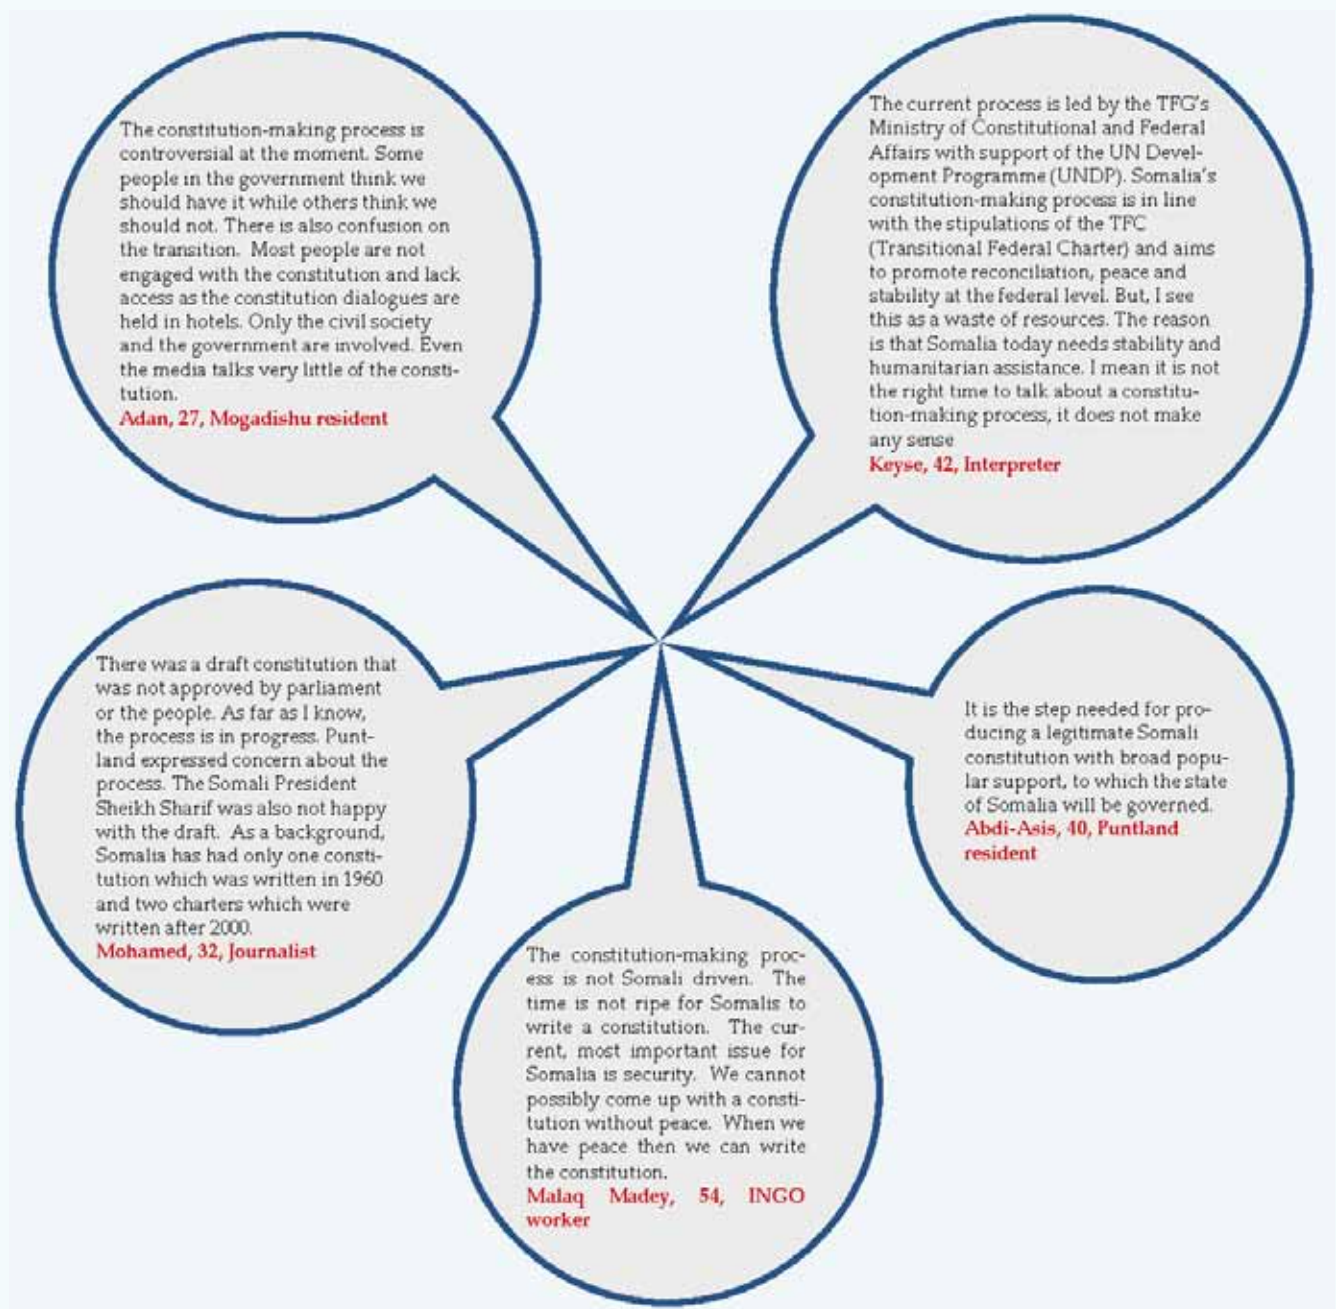 The constitution-making process is
controversial at the moment. Some
people in the government think we
should have it while others think we
should not. There is also confusion on
the transition.  Most people are not
engaged with the constitution and lack
access as the constitution dialogues are
held in hotels. Only the civil society
and the government are involved. Even
the media talks very little of the consti-
tution.
Adan, 27, Mogadishu resident
The current process is led by the TFG's
Ministry of Constitutional and Federal
Affairs with support of the UN Devel-
opment Programme (UNDP). Somalia's
constitution-making process is in line
with the stipulations of the TFC
(Transitional Federal Charter) and aims
to promote reconciliation, peace and
stability at the federal level. But, I see
this as a waste of resources. The reason
is that Somalia today needs stability and
humanitarian assistance. I mean it is not
the right time to talk about a constitu-
tion-making process, it does not make
any sense
Keyse, 42, Interpreter
There was a draft constitution that
was not approved by parliament
or the people. As far as I know,
the process is in progress. Punt-
land expressed concern about the
process. The Somali President
Sheikh Sharif was also not happy
with the draft.  As a background,
Somalia has had only one consti-
tution which was written in 1960
and two charters which were
written after 2000.
Mohamed, 32, Journalist
It is the step needed for pro-
ducing a legitimate Somali
constitution with broad popu-
lar support, to which the state
of Somalia will be governed.
Abdi-Asis, 40, Puntland
resident
The constitution-making proc-
ess is not Somali driven.  The
time is not ripe for Somalis to
write a constitution.  The cur-
rent, most important issue for
Somalia is security.  We cannot
possibly come up with a consti-
tution without peace.  When we
have peace then we can write
the constitution.
Malaq Madey, 54, INGO
worker